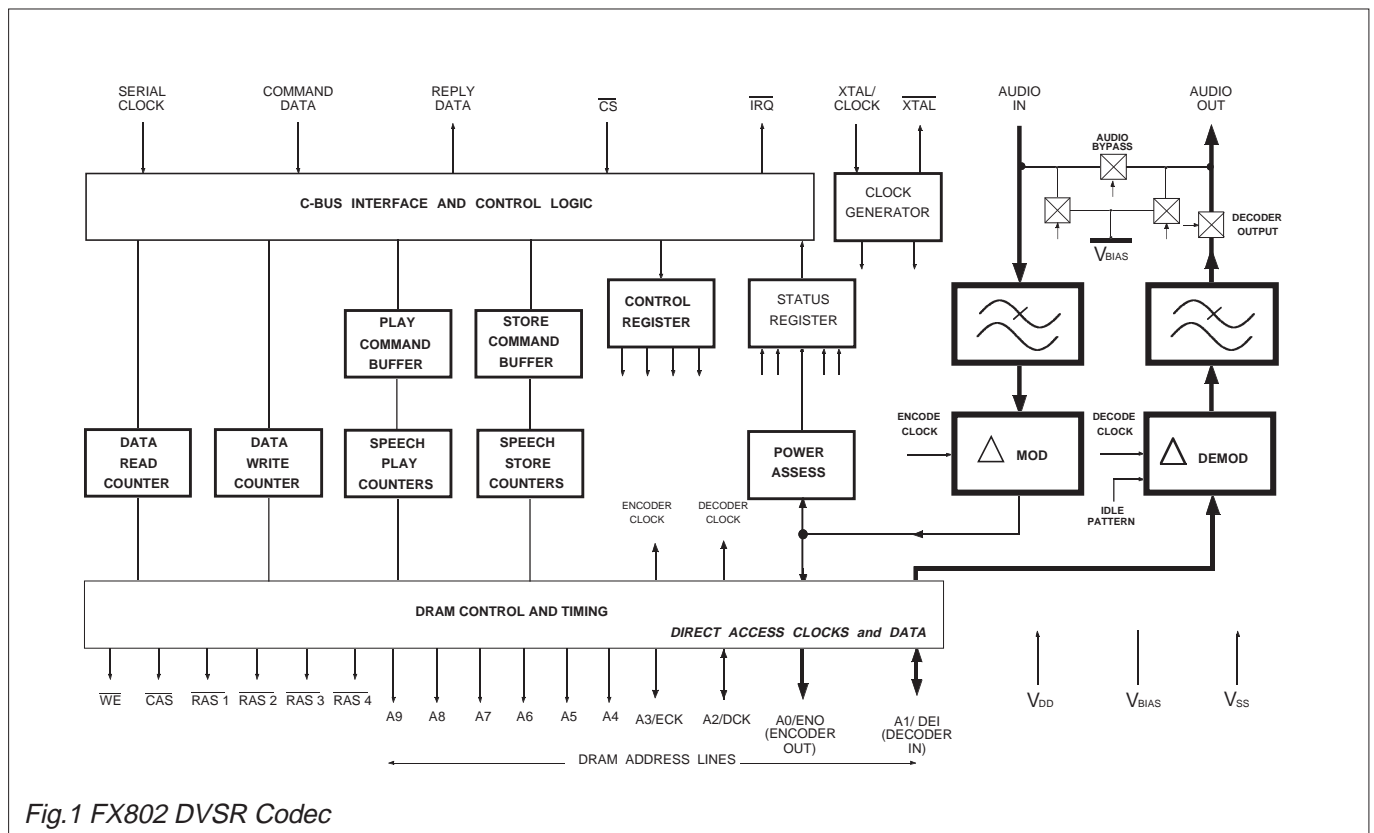 SERIAL CLOCK
COMMAND DATA
REPLY DATA
CS
IRQ
XTAL/ CLOCK
XTAL
AUDIO IN
AUDIO OUT
AUDIO BYPASS
C-BUS INTERFACE AND CONTROL LOGIC
CLOCK GENERATOR
DECODER OUTPUT
VBIAS
PLAY COMMAND BUFFER
STORE COMMAND BUFFER
CONTROL REGISTER
STATUS REGISTER
DATA READ COUNTER
DATA WRITE COUNTER
SPEECH PLAY COUNTERS
SPEECH STORE COUNTERS
POWER ASSESS
ENCODE CLOCK
△ MOD
DECODE CLOCK
△ DEMOD
IDLE PATTERN
ENCODER CLOCK
DECODER CLOCK
DRAM CONTROL AND TIMING
DIRECT ACCESS CLOCKS and DATA
WE
CAS
RAS 1
RAS 2
RAS 3
RAS 4
A9
A8
A7
A6
A5
A4
A3/ECK
A2/DCK
A0/ENO (ENCODER OUT)
A1/ DEI (DECODER IN)
VDD
VBIAS
VSS
DRAM ADDRESS LINES
Fig.1 FX802 DVSR Codec